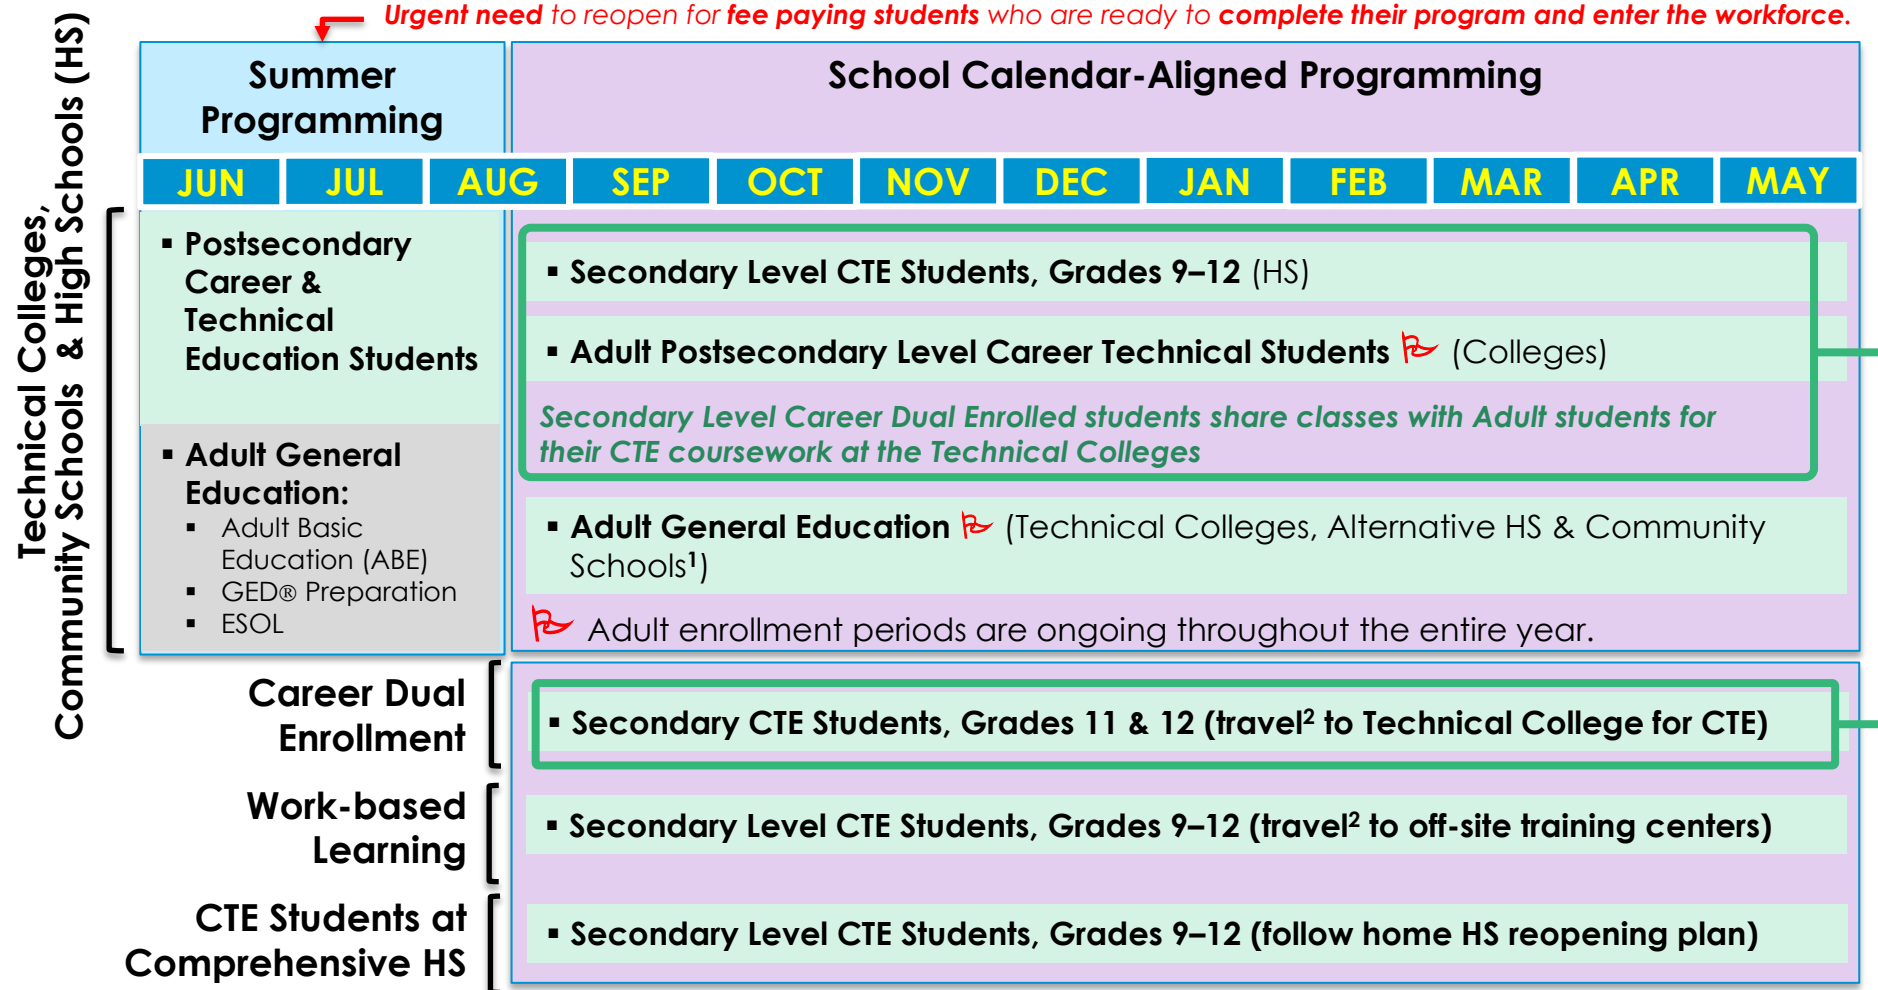 Urgent need to reopen for fee paying students who are ready to complete their program and enter the workforce.
Technical Colleges,
Community Schools & High Schools (HS)
Summer
Programming
School Calendar-Aligned Programming
JUN JUL AUG SEP OCT NOV DEC JAN FEB MAR APR MAY
▪ Postsecondary
Career &
Technical
Education Students
▪ Adult General
Education:
▪ Adult Basic
Education (ABE)
▪ GED® Preparation
▪ ESOL
▪ Secondary Level CTE Students, Grades 9–12 (HS)
▪ Adult Postsecondary Level Career Technical Students (Colleges)
Secondary Level Career Dual Enrolled students share classes with Adult students for
their CTE coursework at the Technical Colleges
▪ Adult General Education (Technical Colleges, Alternative HS & Community
Schools¹)
Adult enrollment periods are ongoing throughout the entire year.
Career Dual
Enrollment
▪ Secondary CTE Students, Grades 11 & 12 (travel² to Technical College for CTE)
Work-based
Learning
▪ Secondary Level CTE Students, Grades 9–12 (travel² to off-site training centers)
CTE Students at
Comprehensive HS
▪ Secondary Level CTE Students, Grades 9–12 (follow home HS reopening plan)